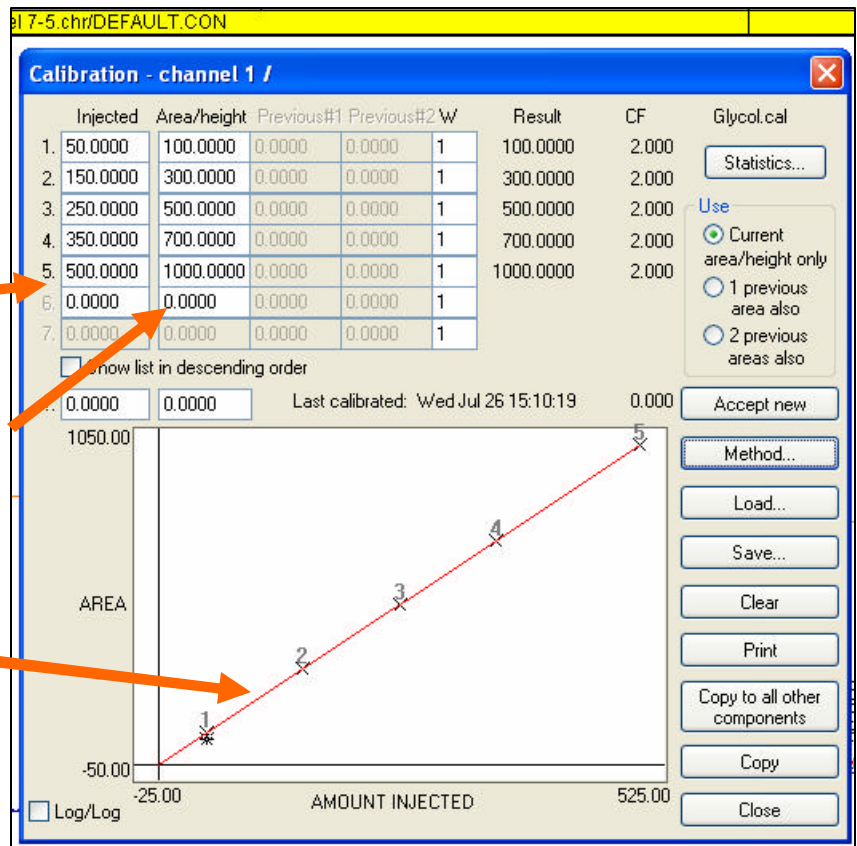 el 7-5.chr/DEFAULT.CON
Calibration - channel 1 /
Injected Area/height Previous#1 Previous#2 W Result CF Glycol.cal
1. 50.0000 100.0000 0.0000 0.0000 1 100.0000 2.000
Statistics...
2. 150.0000 300.0000 0.0000 0.0000 1 300.0000 2.000
3. 250.0000 500.0000 0.0000 0.0000 1 500.0000 2.000
Use
4. 350.0000 700.0000 0.0000 0.0000 1 700.0000 2.000
Current
area/height only
5. 500.0000 1000.0000 0.0000 0.0000 1 1000.0000 2.000
1 previous
area also
6. 0.0000 0.0000 0.0000 0.0000 1
2 previous
areas also
7. 0.0000 0.0000 0.0000 0.0000 1
Show list in descending order
0.0000 0.0000 Last calibrated: Wed Jul 26 15:10:19 0.000 Accept new
1050.00
5
Method...
Load...
4
Save...
3
AREA
Clear
2
Print
1
Copy to all other
components
-50.00
Copy
-25.00 AMOUNT INJECTED 525.00
Log/Log
Close